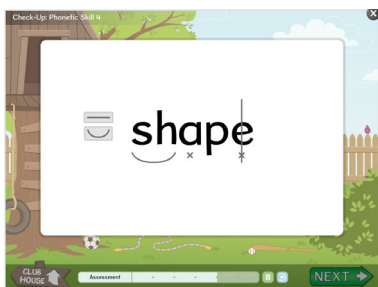 Check-Up: Phonetic Skill 4
shape
CLUB
HOUSE
Assessment
NEXT